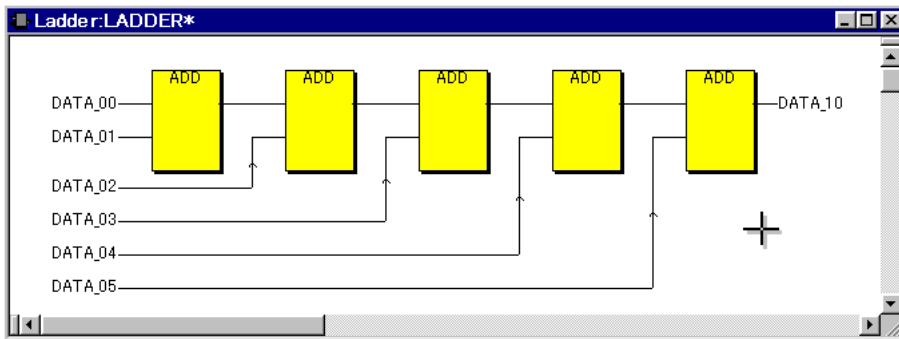 Ladder:LADDER*
ADD ADD ADD ADD ADD
DATA_00 DATA_10
DATA_01
DATA_02
DATA_03
DATA_04
DATA_05